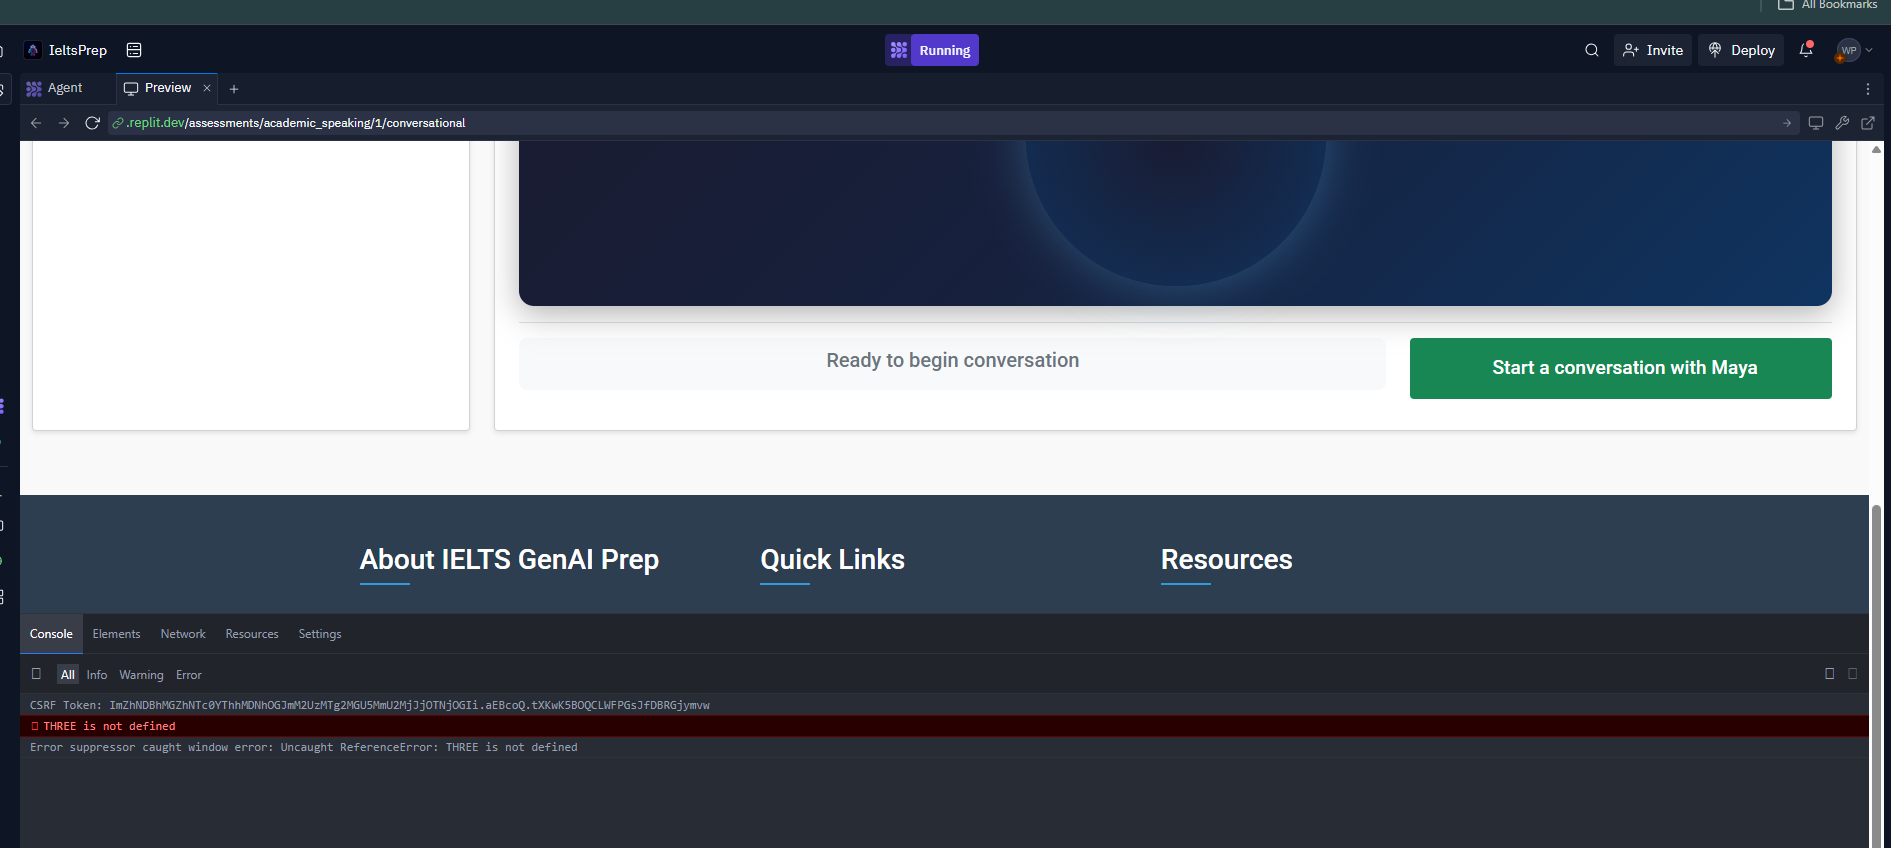 All Bookmarks
IeltsPrep
Running
Invite
Deploy
WP
Agent
Preview
.replit.dev/assessments/academic_speaking/1/conversational
Ready to begin conversation
Start a conversation with Maya
About IELTS GenAI Prep
Quick Links
Resources
Console Elements Network Resources Settings
All Info Warning Error
CSRF Token: ImZhNDBhMGZhNTc0YThhMDNhOGJmM2UzMTg2MGU5MmU2MjJjOTNjOGIi.aEBcoQ.tXKwK5BOQCLWFPGsJfDBRGjymvw
THREE is not defined
Error suppressor caught window error: Uncaught ReferenceError: THREE is not defined